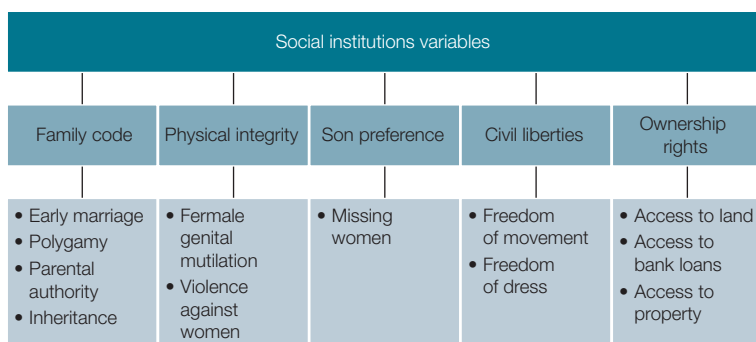 Social institutions variables
Family code
Physical integrity
Son preference
Civil liberties
Ownership
rights
• Early marriage
• Polygamy
• Parental
authority
• Inheritance
• Fermale
genital
mutilation
• Violence
against
women
• Missing
women
• Freedom
of movement
• Freedom
of dress
• Access to land
• Access to
bank loans
• Access to
property